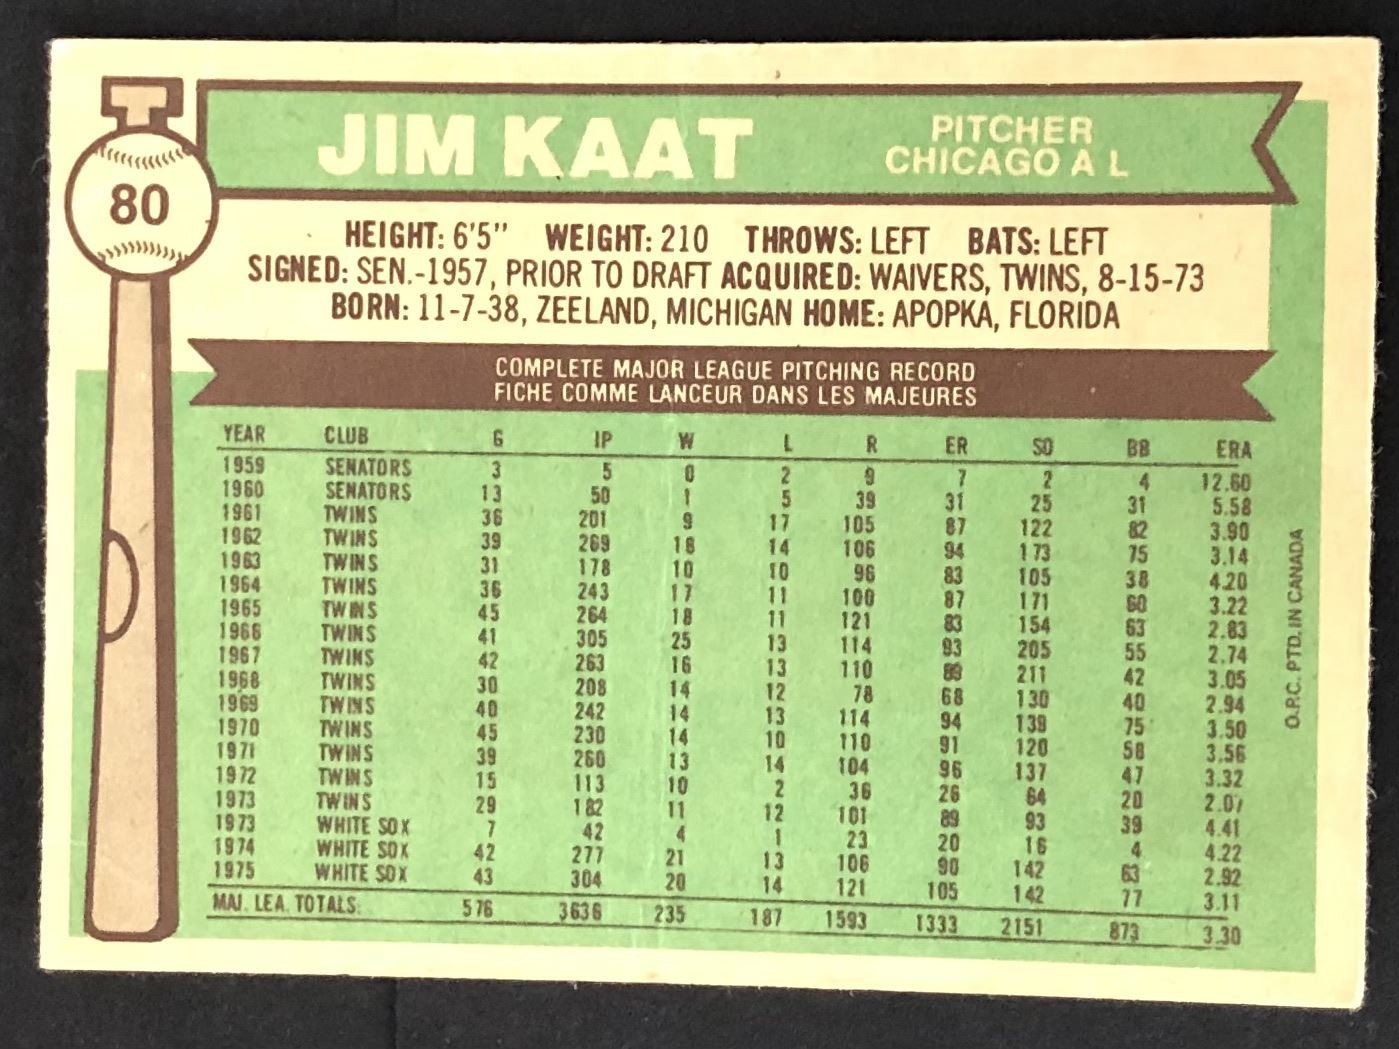 80
JIM KAAT
PITCHER
CHICAGO A L
HEIGHT: 6'5" WEIGHT: 210 THROWS: LEFT BATS: LEFT
SIGNED: SEN.-1957, PRIOR TO DRAFT ACQUIRED: WAIVERS, TWINS, 8-15-73
BORN: 11-7-38, ZEELAND, MICHIGAN HOME: APOPKA, FLORIDA
COMPLETE MAJOR LEAGUE PITCHING RECORD
FICHE COMME LANCEUR DANS LES MAJEURES
YEAR CLUB G IP W L R ER SO BB ERA
1959 SENATORS 3 5 0 2 9 7 2 4 12.60
1960 SENATORS 13 50 1 5 39 31 25 31 5.58
1961 TWINS 36 201 9 17 105 87 122 82 3.90
1962 TWINS 39 269 18 14 106 94 173 75 3.14
1963 TWINS 31 178 10 10 96 83 105 38 4.20
1964 TWINS 36 243 17 11 100 87 171 60 3.22
1965 TWINS 45 264 18 11 121 83 154 63 2.83
1966 TWINS 41 305 25 13 114 93 205 55 2.74
1967 TWINS 42 263 16 13 110 89 211 42 3.05
1968 TWINS 30 208 14 12 78 68 130 40 2.94
1969 TWINS 40 242 14 13 114 94 139 75 3.50
1970 TWINS 45 230 14 10 110 91 120 58 3.56
1971 TWINS 39 260 13 14 104 96 137 47 3.32
1972 TWINS 15 113 10 2 36 26 64 20 2.07
1973 TWINS 29 182 11 12 101 89 93 39 4.41
1973 WHITE SOX 7 42 4 1 23 20 16 4 4.22
1974 WHITE SOX 42 277 21 13 106 90 142 63 2.92
1975 WHITE SOX 43 304 20 14 121 105 142 77 3.11
MAJ. LEA. TOTALS 576 3636 235 187 1593 1333 2151 873 3.30
O.P.C. PTD. IN CANADA